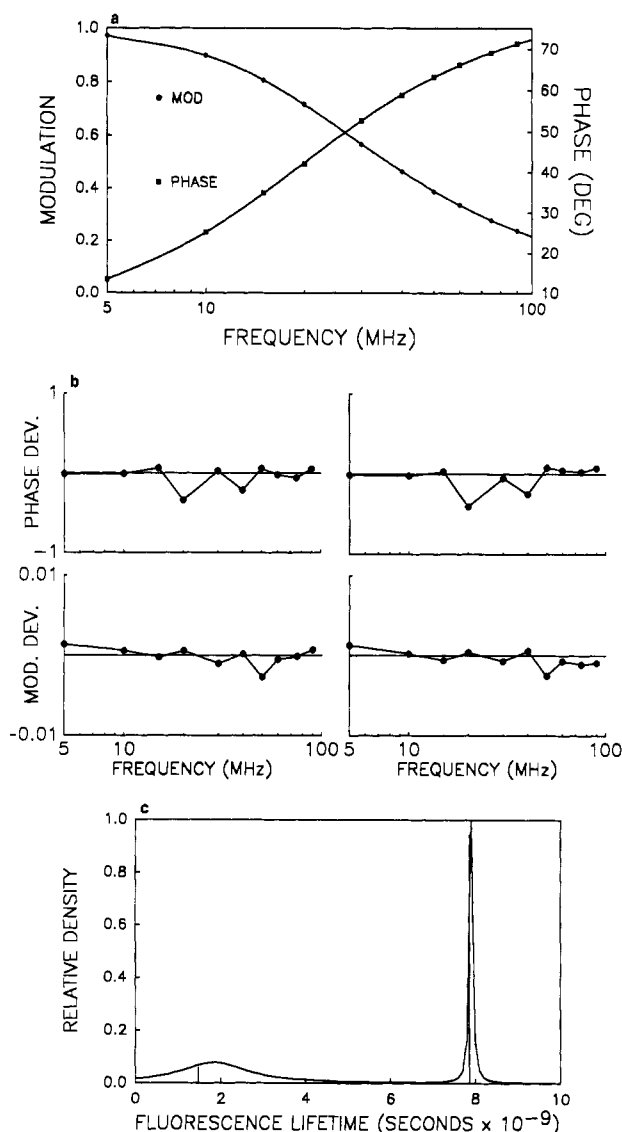 a
1.0
0.8
0.6
0.4
0.2
0.0
MODULATION
MOD
PHASE
70
60
50
40
30
20
10
PHASE (DEG)
5
10
100
FREQUENCY (MHz)
b
1
-1
PHASE DEV.
0.01
-0.01
MOD. DEV.
5
10
100
FREQUENCY (MHz)
5
10
100
FREQUENCY (MHz)
c
1.0
0.8
0.6
0.4
0.2
0.0
RELATIVE DENSITY
0
2
4
6
8
10
FLUORESCENCE LIFETIME (SECONDS x 10-9)